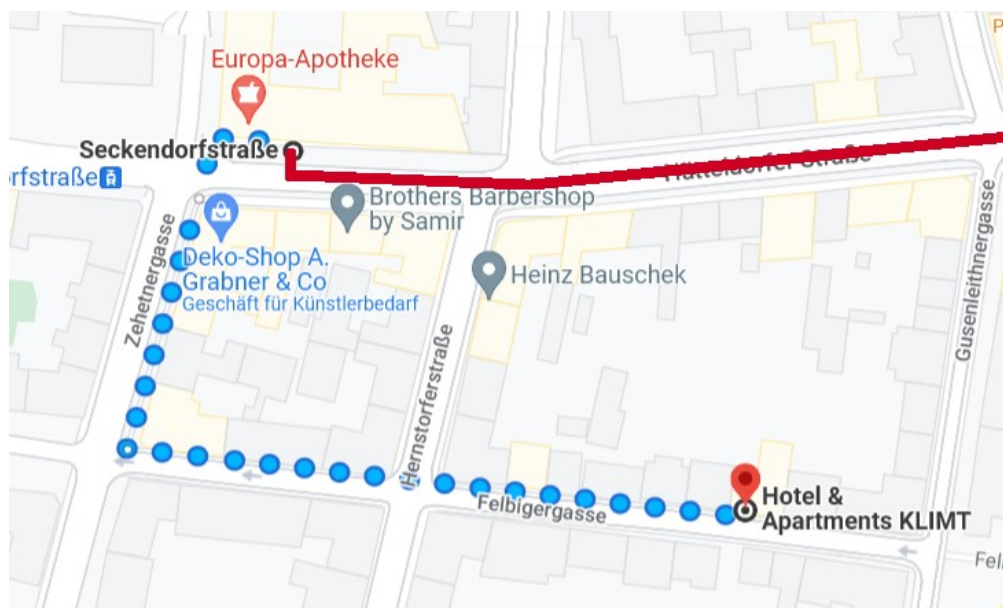 Europa-Apotheke
Seckendorfstraße
orfstraße
Brothers Barbershop
by Samir
Hütteldorfer Straße
Deko-Shop A.
Grabner & Co
Geschäft für Künstlerbedarf
Heinz Bauschek
Zehetnergasse
Hernstorferstraße
Gusenleithnergasse
Felbigergasse
Hotel &
Apartments KLIMT
Fel